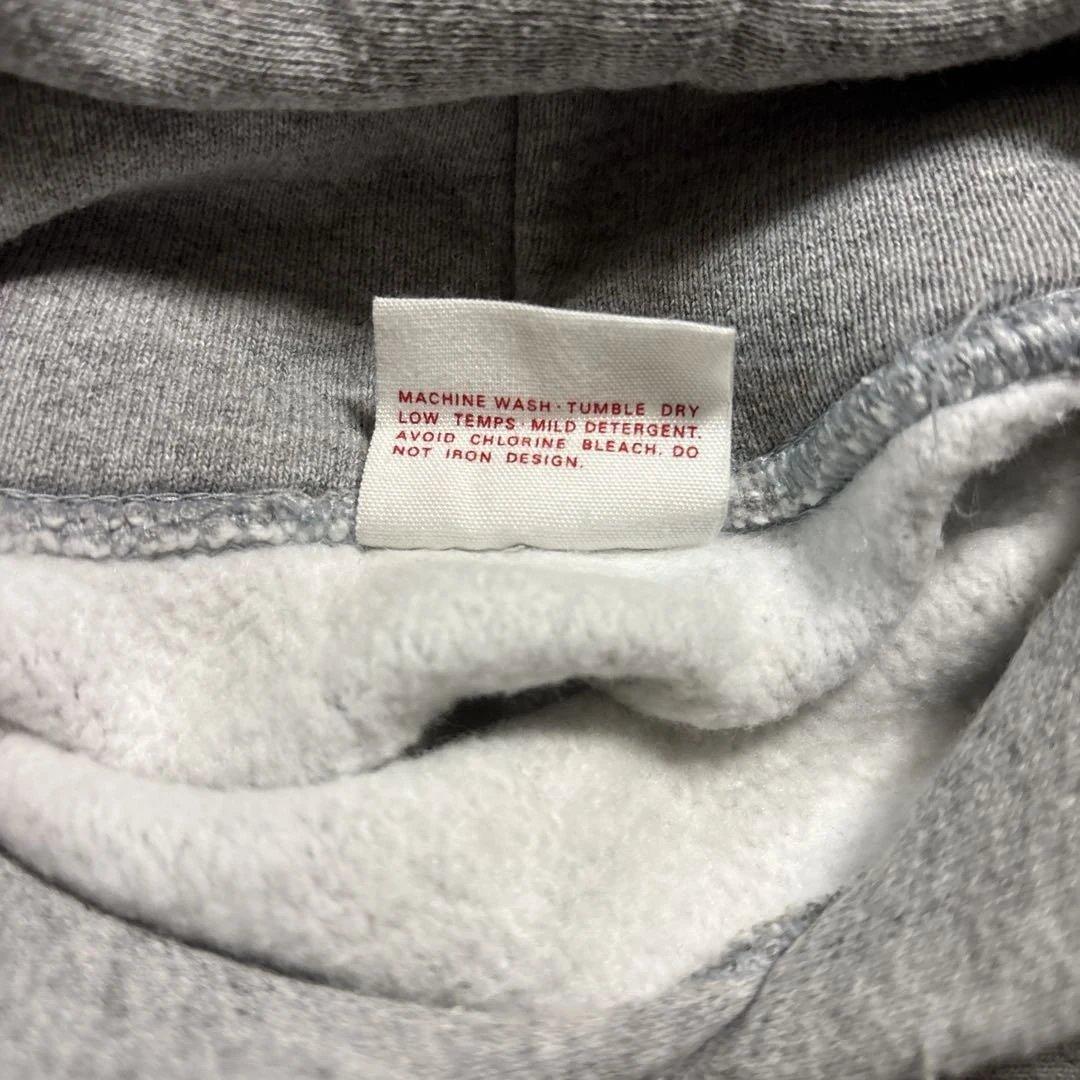 MACHINE WASH · TUMBLE DRY
LOW TEMPS · MILD DETERGENT.
AVOID CHLORINE BLEACH. DO
NOT IRON DESIGN.